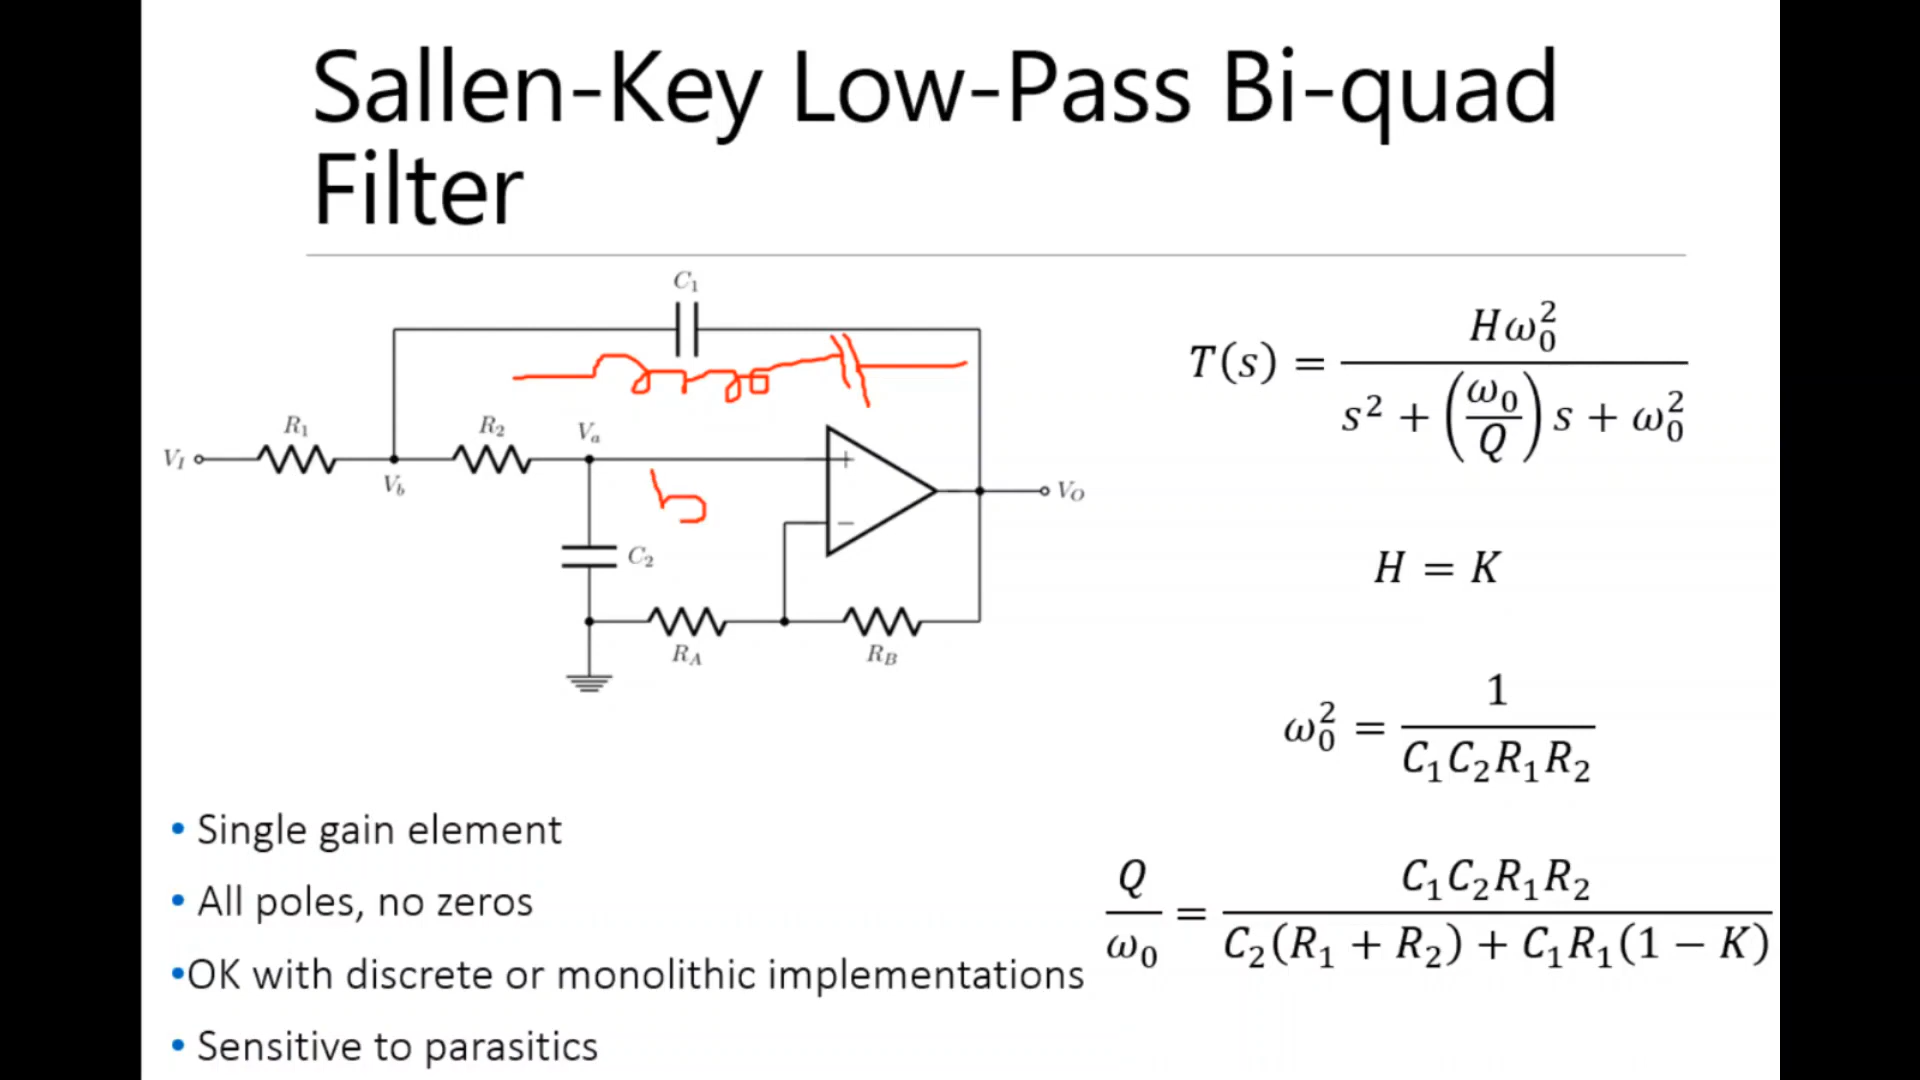 Sallen-Key Low-Pass Bi-quad
Filter
C₁
R₁
R₂
Vₐ
V_I
V_b
+
−
V_O
C₂
R_A
R_B
T(s) = Hω₀² / (s² + (ω₀/Q)s + ω₀²)
H = K
ω₀² = 1 / (C₁C₂R₁R₂)
Q/ω₀ = C₁C₂R₁R₂ / (C₂(R₁ + R₂) + C₁R₁(1 − K))
• Single gain element
• All poles, no zeros
•OK with discrete or monolithic implementations
• Sensitive to parasitics